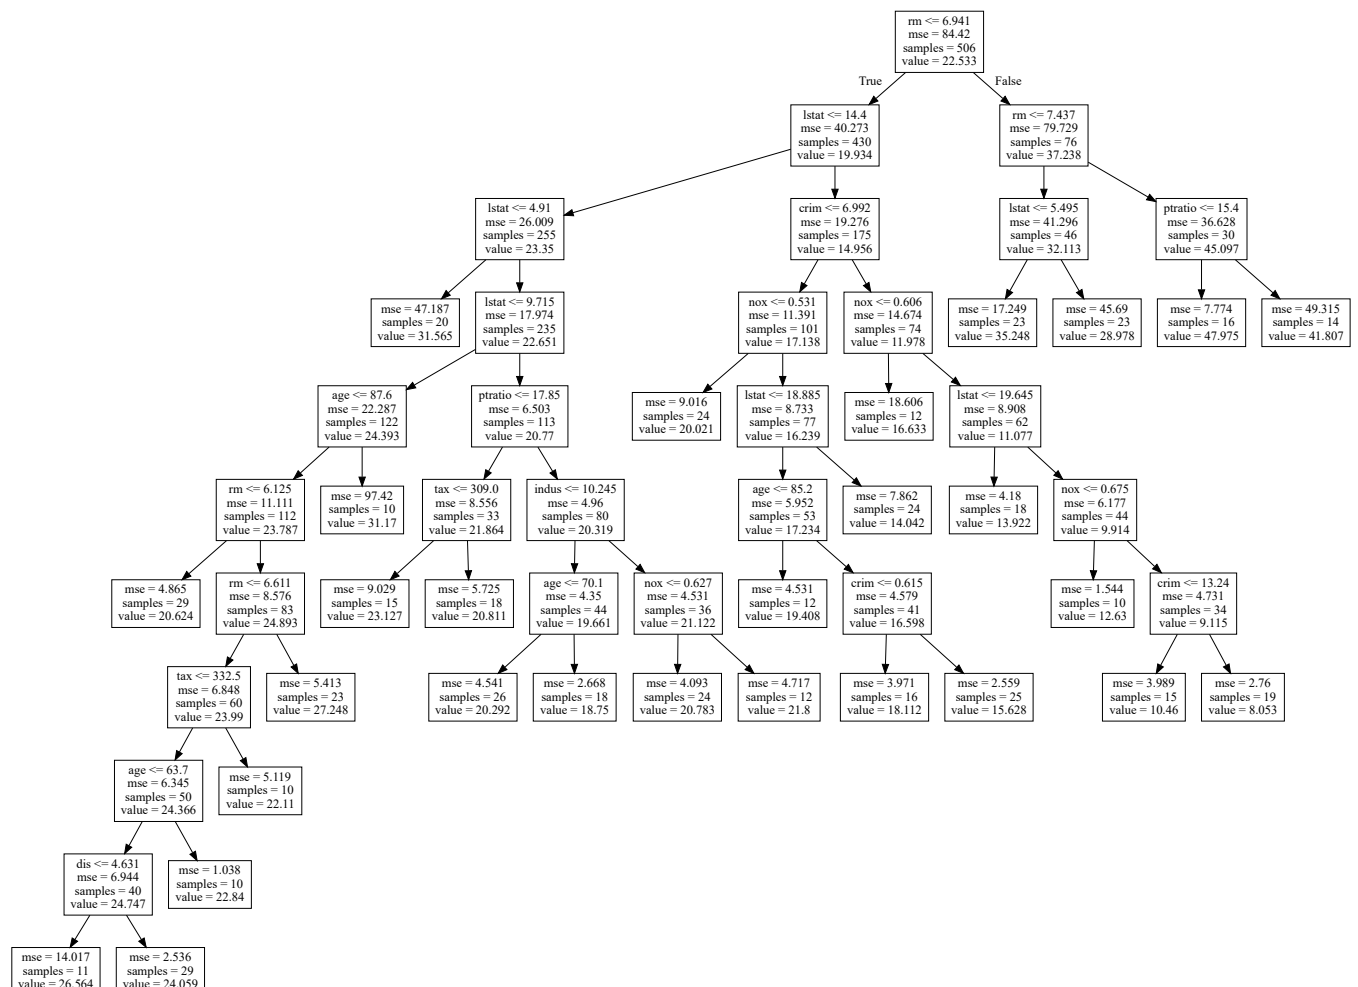 rm <= 6.941
mse = 84.42
samples = 506
value = 22.533
True
False
lstat <= 14.4
mse = 40.273
samples = 430
value = 19.934
rm <= 7.437
mse = 79.729
samples = 76
value = 37.238
lstat <= 4.91
mse = 26.009
samples = 255
value = 23.35
crim <= 6.992
mse = 19.276
samples = 175
value = 14.956
lstat <= 5.495
mse = 41.296
samples = 46
value = 32.113
ptratio <= 15.4
mse = 36.628
samples = 30
value = 45.097
mse = 47.187
samples = 20
value = 31.565
lstat <= 9.715
mse = 17.974
samples = 235
value = 22.651
nox <= 0.531
mse = 11.391
samples = 101
value = 17.138
nox <= 0.606
mse = 14.674
samples = 74
value = 11.978
mse = 17.249
samples = 23
value = 35.248
mse = 45.69
samples = 23
value = 28.978
mse = 7.774
samples = 16
value = 47.975
mse = 49.315
samples = 14
value = 41.807
age <= 87.6
mse = 22.287
samples = 122
value = 24.393
ptratio <= 17.85
mse = 6.503
samples = 113
value = 20.77
mse = 9.016
samples = 24
value = 20.021
lstat <= 18.885
mse = 8.733
samples = 77
value = 16.239
mse = 18.606
samples = 12
value = 16.633
lstat <= 19.645
mse = 8.908
samples = 62
value = 11.077
rm <= 6.125
mse = 11.111
samples = 112
value = 23.787
mse = 97.42
samples = 10
value = 31.17
tax <= 309.0
mse = 8.556
samples = 33
value = 21.864
indus <= 10.245
mse = 4.96
samples = 80
value = 20.319
age <= 85.2
mse = 5.952
samples = 53
value = 17.234
mse = 7.862
samples = 24
value = 14.042
mse = 4.18
samples = 18
value = 13.922
nox <= 0.675
mse = 6.177
samples = 44
value = 9.914
mse = 4.865
samples = 29
value = 20.624
rm <= 6.611
mse = 8.576
samples = 83
value = 24.893
mse = 9.029
samples = 15
value = 23.127
mse = 5.725
samples = 18
value = 20.811
age <= 70.1
mse = 4.35
samples = 44
value = 19.661
nox <= 0.627
mse = 4.531
samples = 36
value = 21.122
mse = 4.531
samples = 12
value = 19.408
crim <= 0.615
mse = 4.579
samples = 41
value = 16.598
mse = 1.544
samples = 10
value = 12.63
crim <= 13.24
mse = 4.731
samples = 34
value = 9.115
tax <= 332.5
mse = 6.848
samples = 60
value = 23.99
mse = 5.413
samples = 23
value = 27.248
mse = 4.541
samples = 26
value = 20.292
mse = 2.668
samples = 18
value = 18.75
mse = 4.093
samples = 24
value = 20.783
mse = 4.717
samples = 12
value = 21.8
mse = 3.971
samples = 16
value = 18.112
mse = 2.559
samples = 25
value = 15.628
mse = 3.989
samples = 15
value = 10.46
mse = 2.76
samples = 19
value = 8.053
age <= 63.7
mse = 6.345
samples = 50
value = 24.366
mse = 5.119
samples = 10
value = 22.11
dis <= 4.631
mse = 6.944
samples = 40
value = 24.747
mse = 1.038
samples = 10
value = 22.84
mse = 14.017
samples = 11
value = 26.564
mse = 2.536
samples = 29
value = 24.059